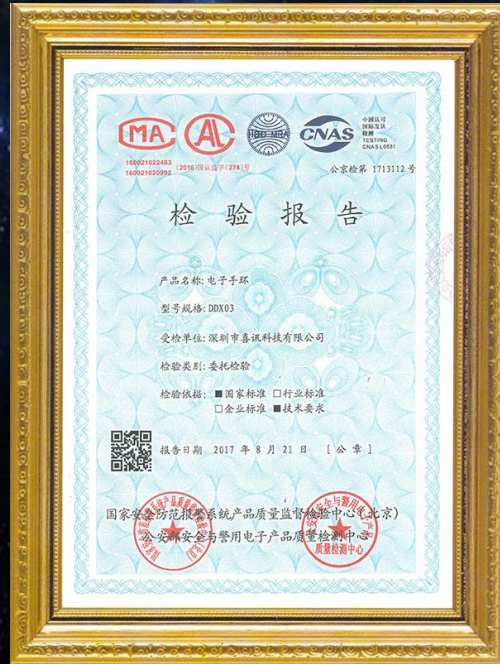 MA
AL
ilac-MRA
CNAS
中国认可
国际互认
检测
TESTING
CNAS L0531
160021022483
160021020392
(2016)国认监字(274)号
公京检第 1713112 号
检验报告
产品名称:电子手环
型号规格:DDX03
受检单位:深圳市喜讯科技有限公司
检验类别:委托检验
检验依据: ■国家标准 □行业标准
□企业标准 ■技术要求
报告日期 2017 年 8 月 21 日 [公章]
国家安全防范报警系统产品质量监督检验中心(北京)
公安部安全与警用电子产品质量检测中心
质量检测中心